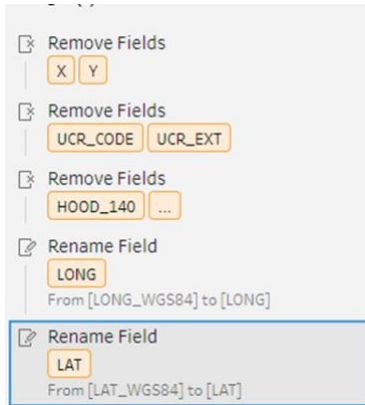 Remove Fields
X Y
Remove Fields
UCR_CODE UCR_EXT
Remove Fields
HOOD_140 ...
Rename Field
LONG
From [LONG_WGS84] to [LONG]
Rename Field
LAT
From [LAT_WGS84] to [LAT]